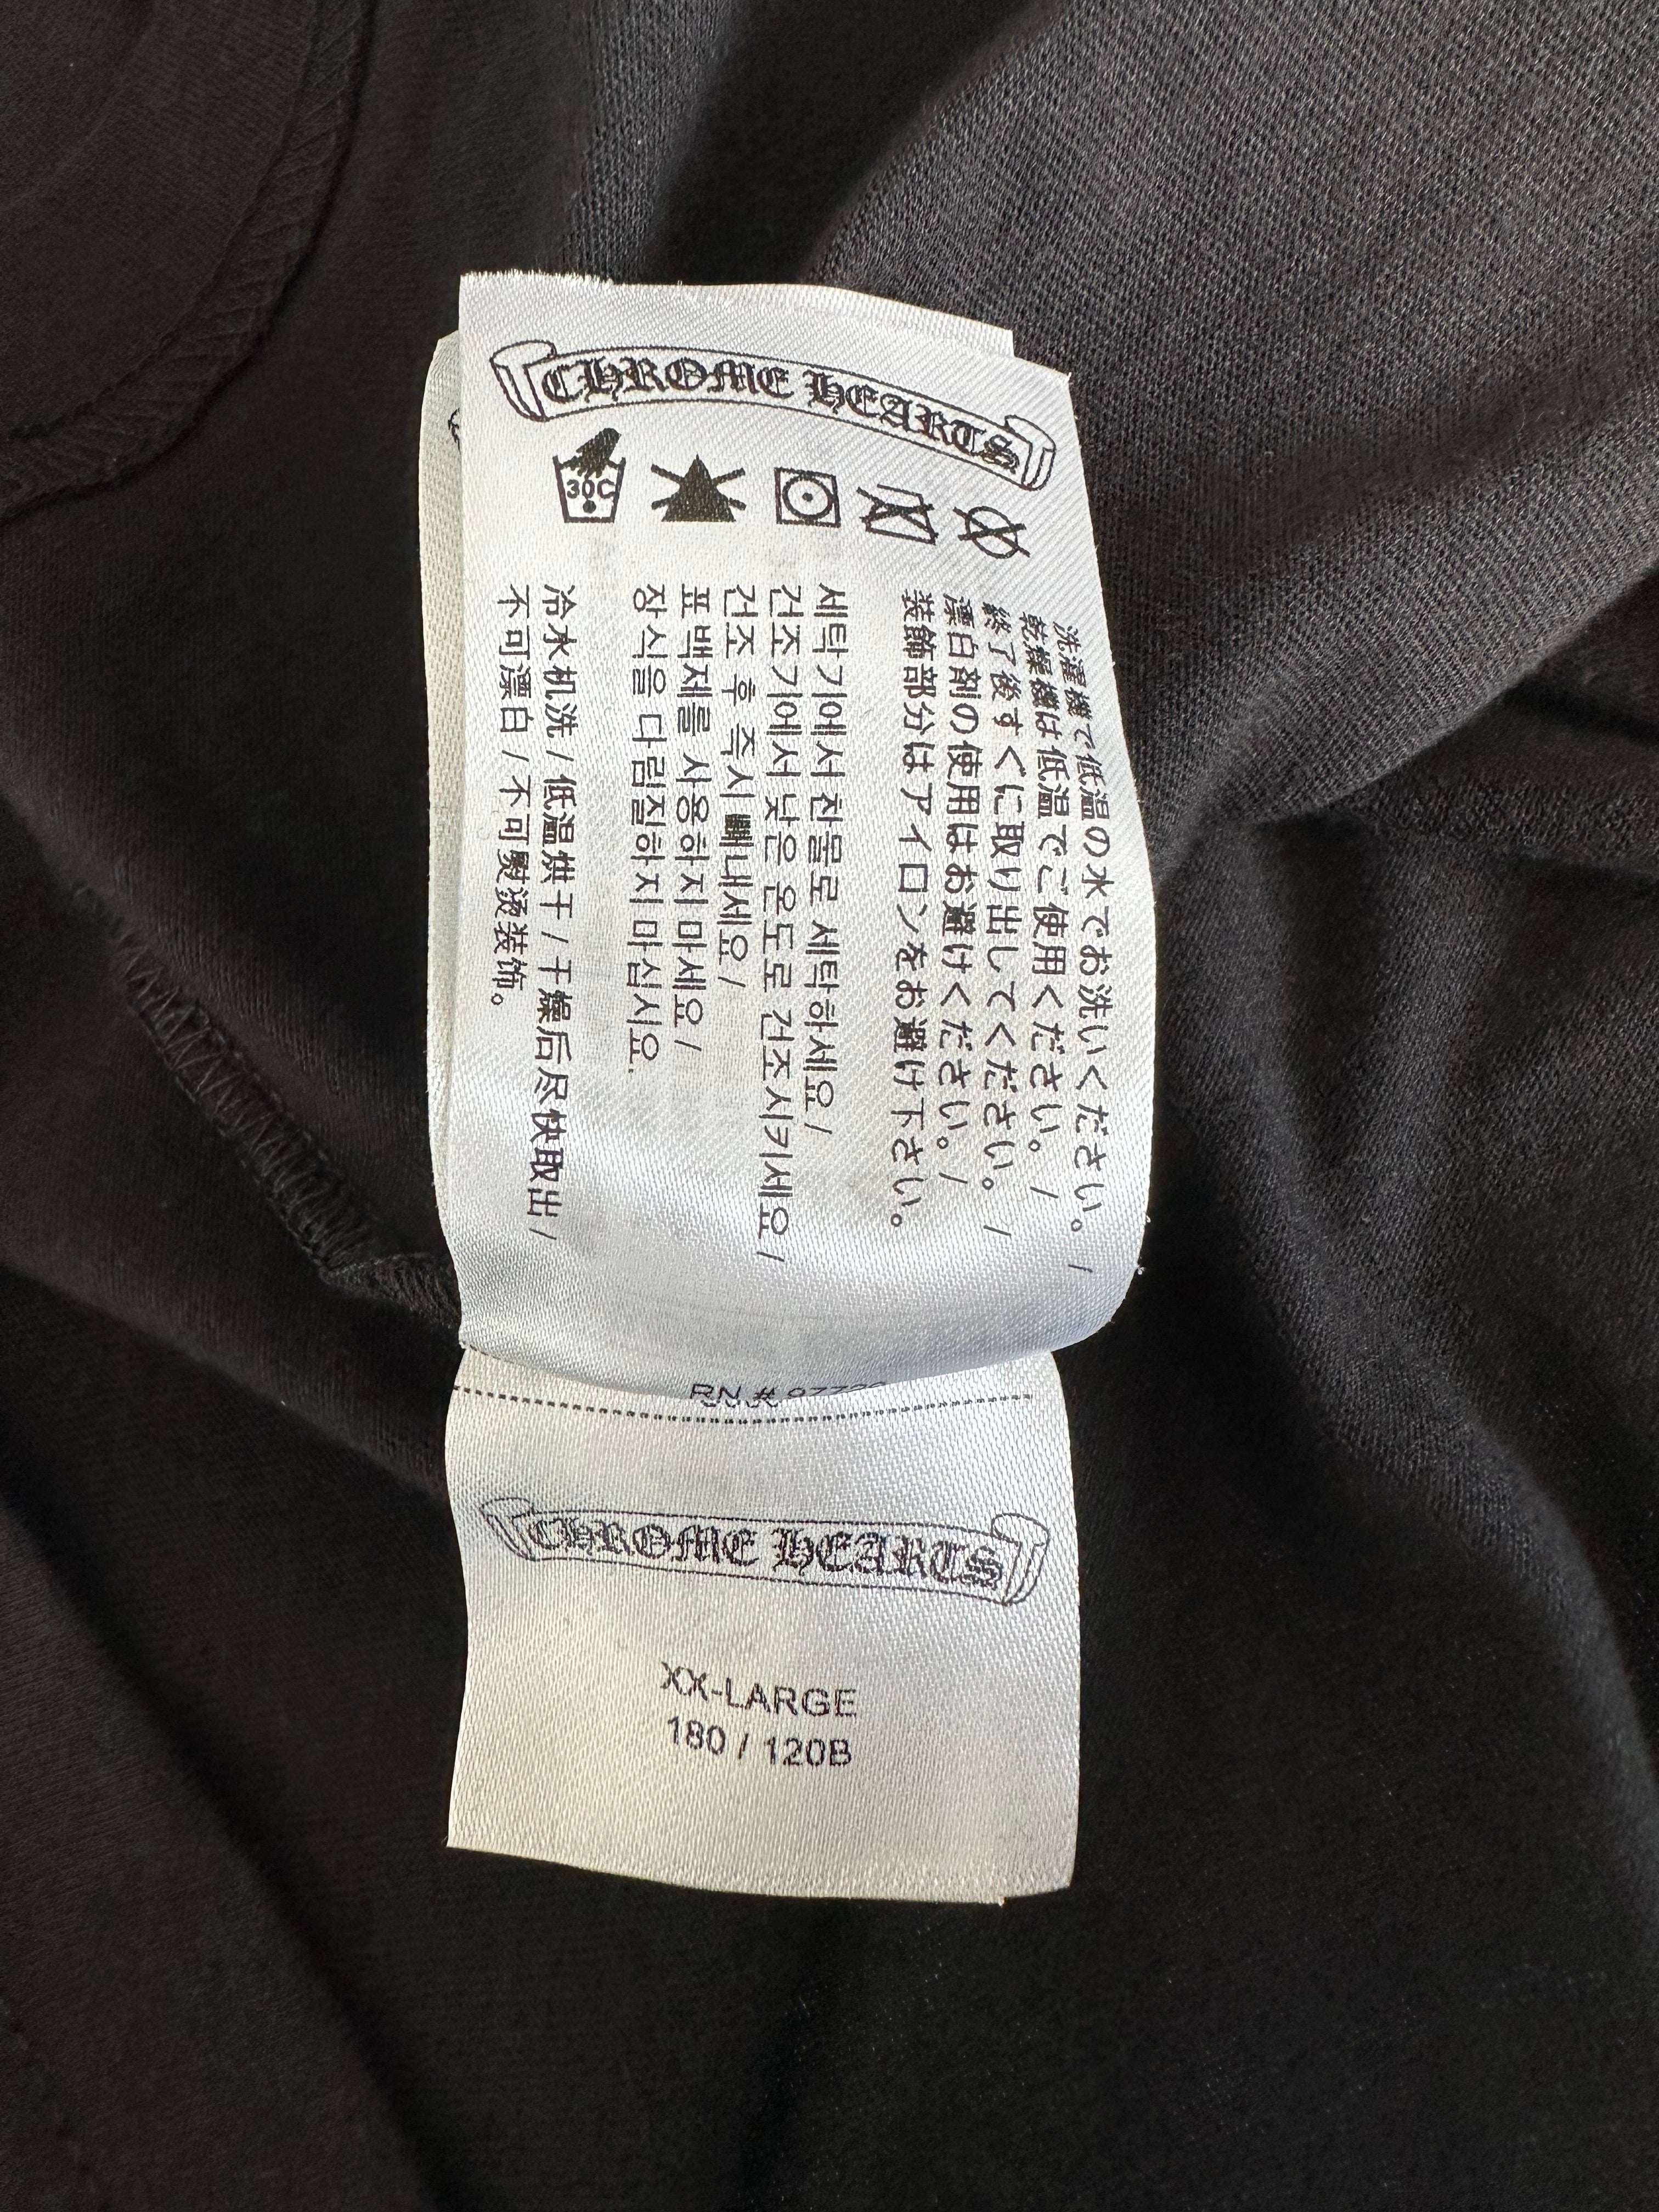 CHROME HEARTS
30C
洗濯機で低温の水でお洗いください。 /
乾燥機は低温でご使用ください。 /
終了後すぐに取り出してください。 /
漂白剤の使用はお避けください。 /
装飾部分はアイロンをお避け下さい。
세탁기에서 찬물로 세탁하세요 /
건조기에서 낮은 온도로 건조시키세요 /
건조 후 즉시 빼내세요 /
표백제를 사용하지 마세요 /
장식을 다림질하지 마십시요.
冷水机洗 / 低温烘干 / 干燥后尽快取出 /
不可漂白 / 不可熨烫装饰。
RN #
CHROME HEARTS
XX-LARGE
180 / 120B